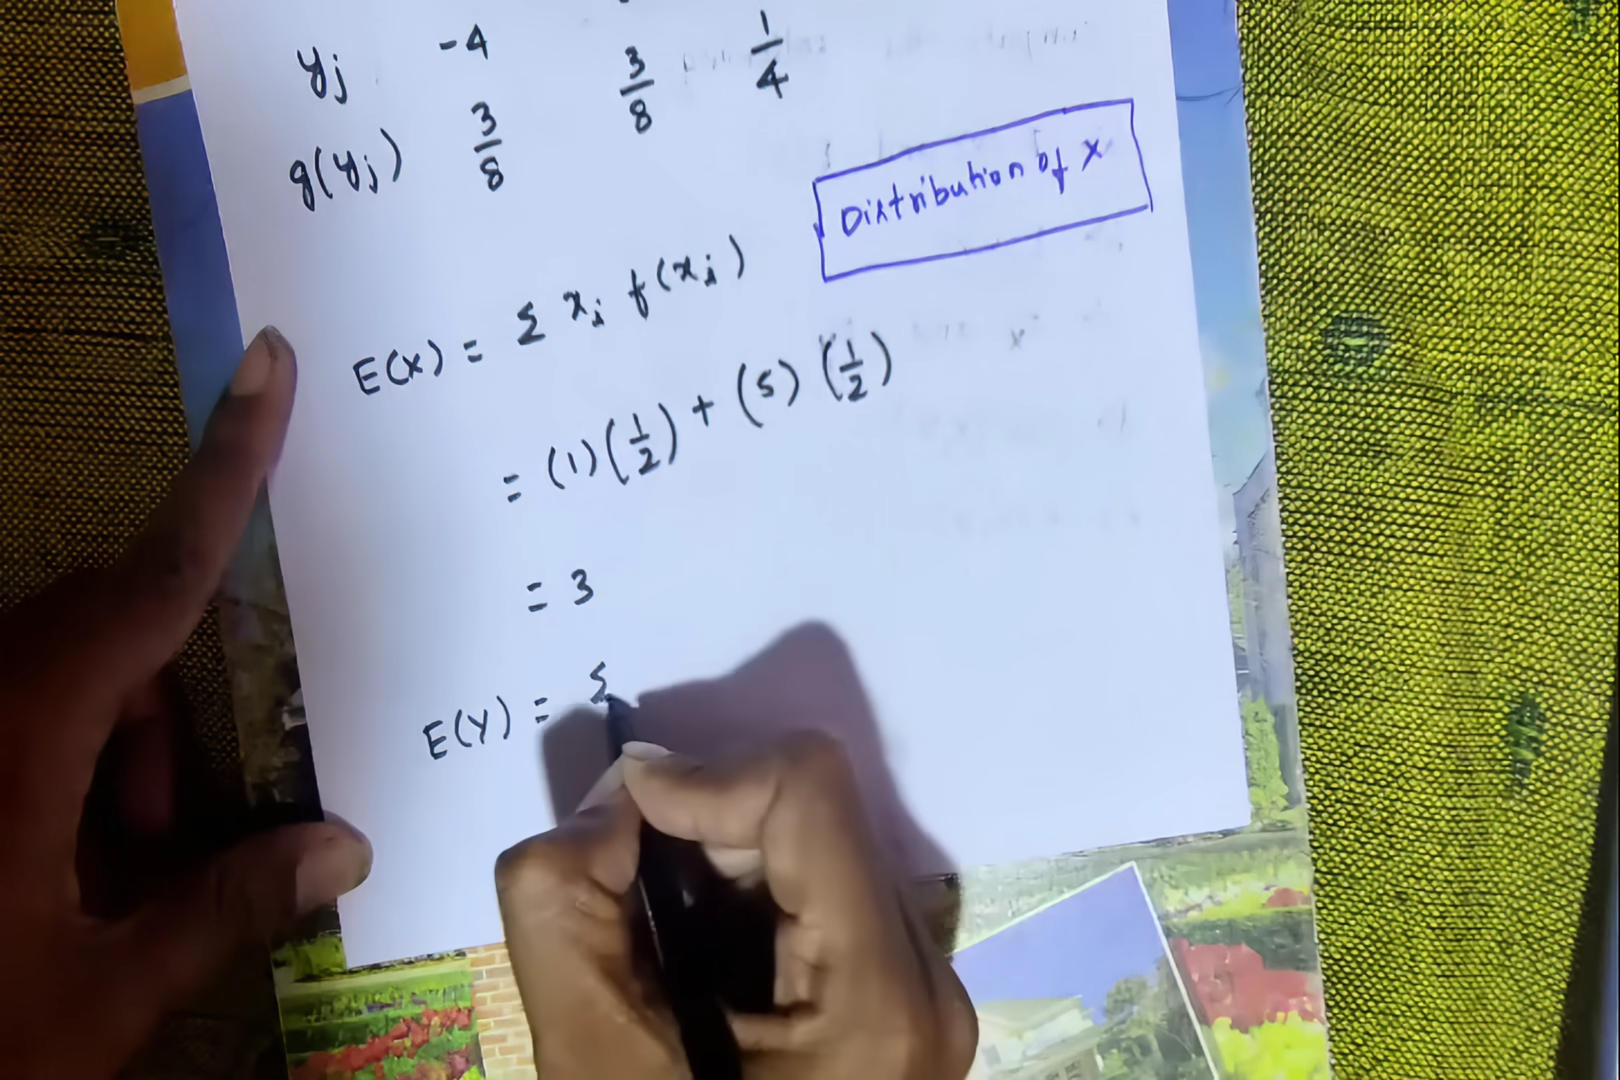 yj -4
g(yj) 3/8 3/8 1/4
Distribution of X
E(X) = Σ xi f(xi)
= (1)(1/2) + (5)(1/2)
= 3
E(Y) = Σ